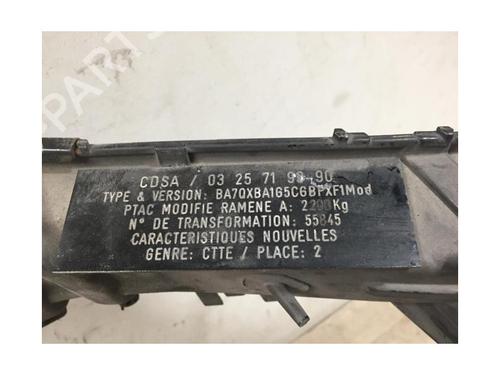 CDSA / 03 25 71 99 90
TYPE & VERSION: BA7QXBA1G5CGBFXF1Mod
PTAC MODIFIE RAMENE A: 2200Kg
N° DE TRANSFORMATION: 55845
CARACTERISTIQUES NOUVELLES
GENRE: CTTE / PLACE: 2